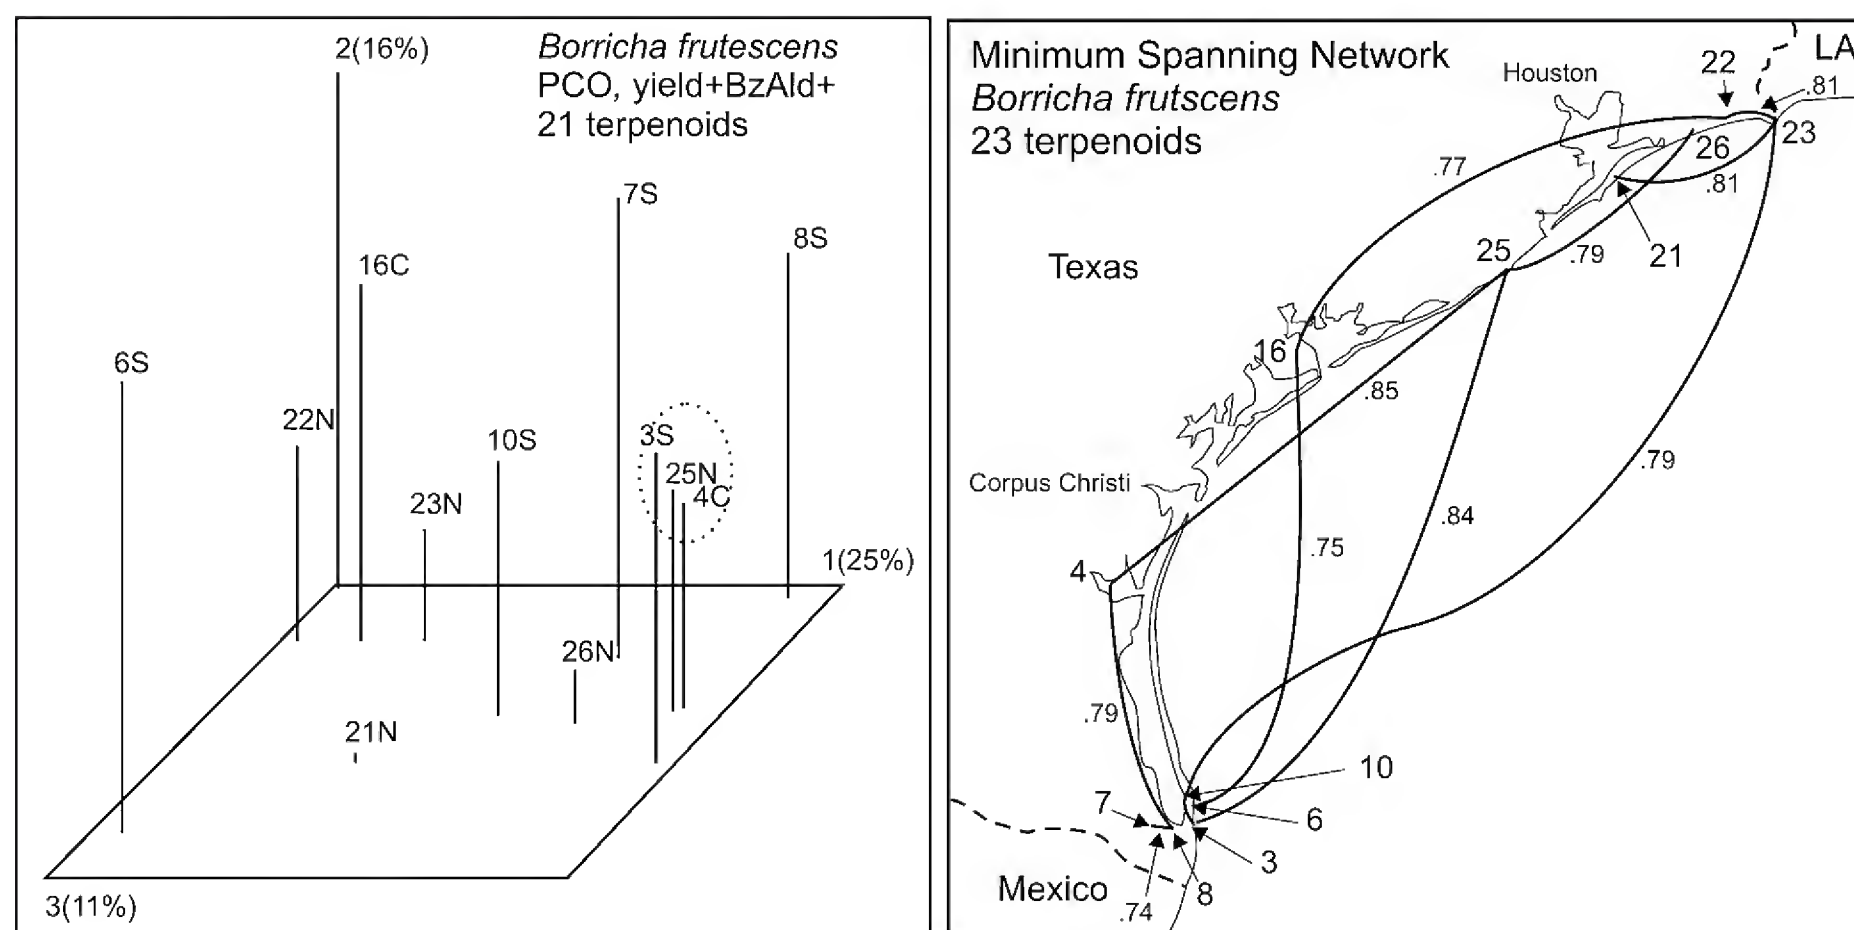 2(16%)
Borricha frutescens
PCO, yield+BzAld+
21 terpenoids
7S
8S
16C
6S
22N
10S
3S
25N
4C
23N
1(25%)
26N
21N
3(11%)
Minimum Spanning Network
Borricha frutscens
23 terpenoids
Houston
22
LA
.81
23
26
.77
.81
25
.79
21
Texas
16
.85
.79
Corpus Christi
.84
.75
4
.79
10
7
6
3
Mexico
8
.74